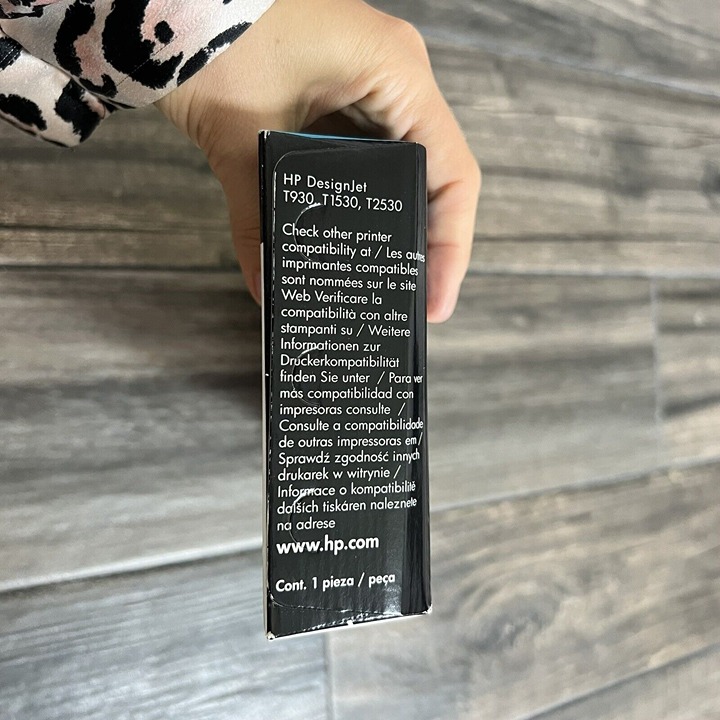 HP DesignJet
T930, T1530, T2530
Check other printer
compatibility at / Les autres
imprimantes compatibles
sont nommées sur le site
Web Verificare la
compatibilità con altre
stampanti su / Weitere
Informationen zur
Druckerkompatibilität
finden Sie unter / Para ver
más compatibilidad con
impresoras consulte /
Consulte a compatibilidade
de outras impressoras em /
Sprawdź zgodność innych
drukarek w witrynie /
Informace o kompatibilitě
dalších tiskáren naleznete
na adrese
www.hp.com
Cont. 1 pieza / peça